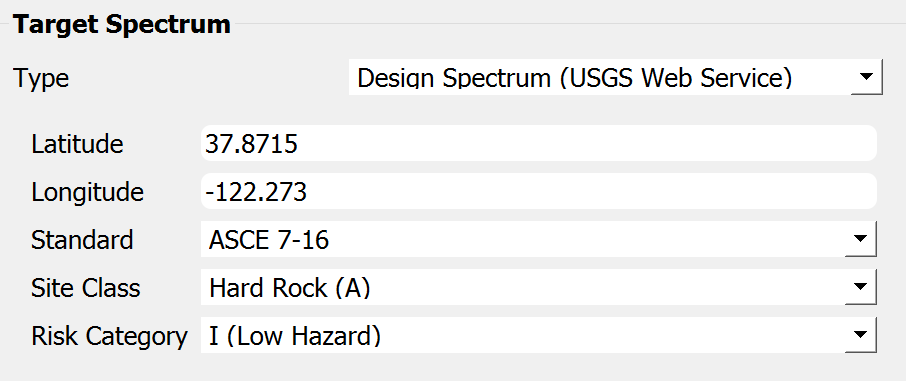 Target Spectrum
Type Design Spectrum (USGS Web Service)
Latitude 37.8715
Longitude -122.273
Standard ASCE 7-16
Site Class Hard Rock (A)
Risk Category I (Low Hazard)